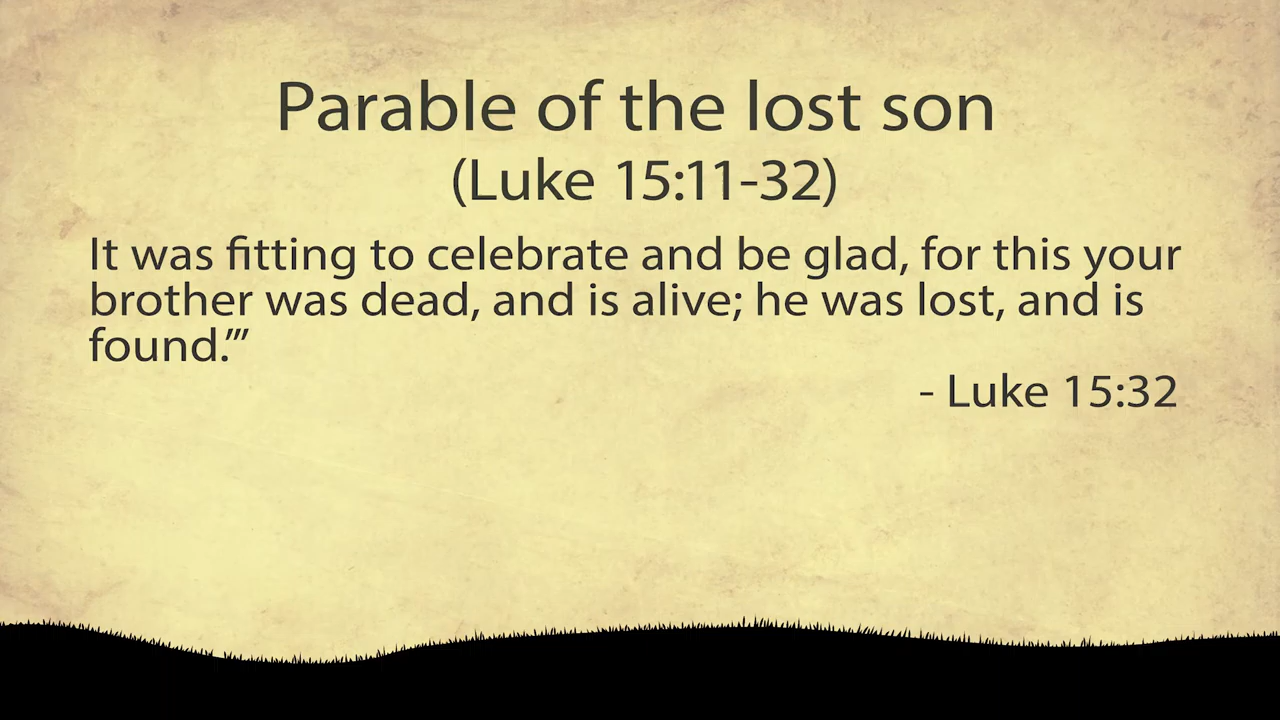 Parable of the lost son
(Luke 15:11-32)
It was fitting to celebrate and be glad, for this your
brother was dead, and is alive; he was lost, and is
found.’”
- Luke 15:32